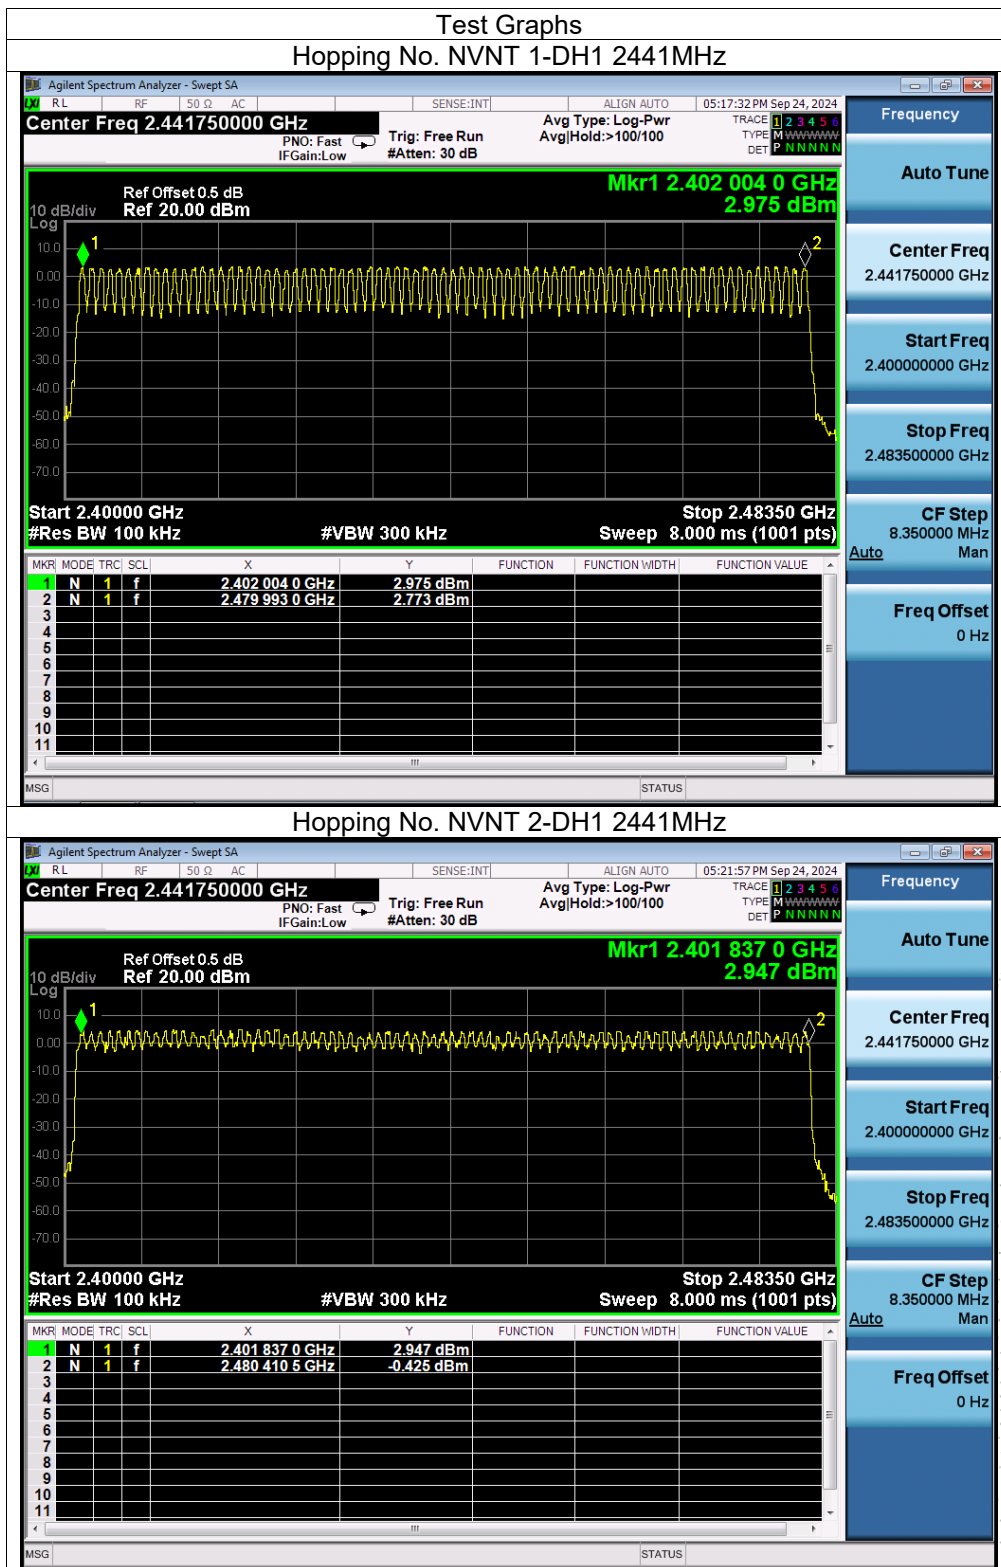 Test Graphs
Hopping No. NVNT 1-DH1 2441MHz
Agilent Spectrum Analyzer - Swept SA
LXI RL RF 50 Ω AC SENSE:INT ALIGN AUTO 05:17:32 PM Sep 24, 2024
Center Freq 2.441750000 GHz
PNO: Fast
IFGain:Low
Trig: Free Run
#Atten: 30 dB
Avg Type: Log-Pwr
Avg|Hold:>100/100
TRACE 1 2 3 4 5 6
TYPE M WWWWW
DET P N N N N N
Mkr1 2.402 004 0 GHz
2.975 dBm
Ref Offset 0.5 dB
10 dB/div Ref 20.00 dBm
Log
10.0
0.00
-10.0
-20.0
-30.0
-40.0
-50.0
-60.0
-70.0
1
2
Start 2.40000 GHz Stop 2.48350 GHz
#Res BW 100 kHz #VBW 300 kHz Sweep 8.000 ms (1001 pts)
MKR MODE TRC SCL X Y FUNCTION FUNCTION WIDTH FUNCTION VALUE
1 N 1 f 2.402 004 0 GHz 2.975 dBm
2 N 1 f 2.479 993 0 GHz 2.773 dBm
3
4
5
6
7
8
9
10
11
MSG STATUS
Frequency
Auto Tune
Center Freq
2.441750000 GHz
Start Freq
2.400000000 GHz
Stop Freq
2.483500000 GHz
CF Step
8.350000 MHz
Auto Man
Freq Offset
0 Hz
Hopping No. NVNT 2-DH1 2441MHz
Agilent Spectrum Analyzer - Swept SA
LXI RL RF 50 Ω AC SENSE:INT ALIGN AUTO 05:21:57 PM Sep 24, 2024
Center Freq 2.441750000 GHz
PNO: Fast
IFGain:Low
Trig: Free Run
#Atten: 30 dB
Avg Type: Log-Pwr
Avg|Hold:>100/100
TRACE 1 2 3 4 5 6
TYPE M WWWWW
DET P N N N N N
Mkr1 2.401 837 0 GHz
2.947 dBm
Ref Offset 0.5 dB
10 dB/div Ref 20.00 dBm
Log
10.0
0.00
-10.0
-20.0
-30.0
-40.0
-50.0
-60.0
-70.0
1
2
Start 2.40000 GHz Stop 2.48350 GHz
#Res BW 100 kHz #VBW 300 kHz Sweep 8.000 ms (1001 pts)
MKR MODE TRC SCL X Y FUNCTION FUNCTION WIDTH FUNCTION VALUE
1 N 1 f 2.401 837 0 GHz 2.947 dBm
2 N 1 f 2.480 410 5 GHz -0.425 dBm
3
4
5
6
7
8
9
10
11
MSG STATUS
Frequency
Auto Tune
Center Freq
2.441750000 GHz
Start Freq
2.400000000 GHz
Stop Freq
2.483500000 GHz
CF Step
8.350000 MHz
Auto Man
Freq Offset
0 Hz